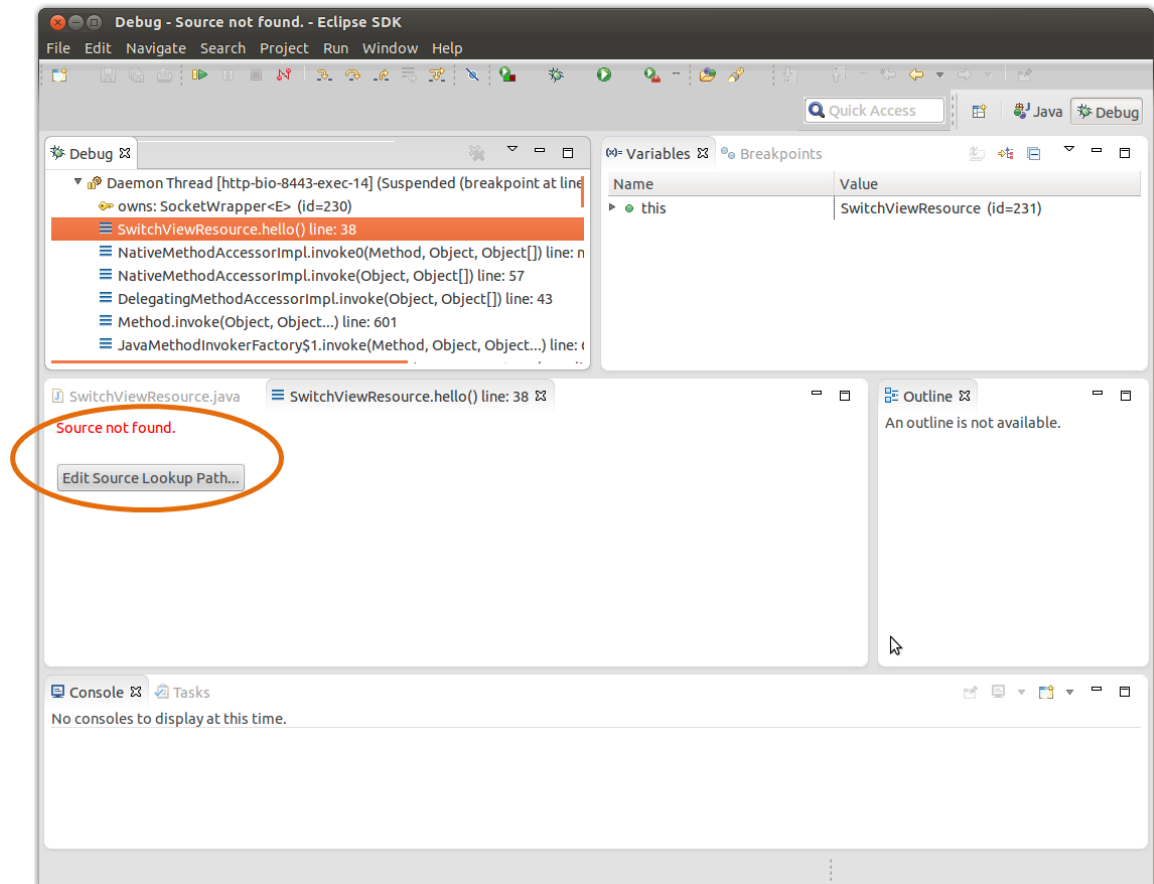 Debug - Source not found. - Eclipse SDK
File Edit Navigate Search Project Run Window Help
Quick Access Java Debug
Debug
Daemon Thread [http-bio-8443-exec-14] (Suspended (breakpoint at line
owns: SocketWrapper<E> (id=230)
SwitchViewResource.hello() line: 38
NativeMethodAccessorImpl.invoke0(Method, Object, Object[]) line: n
NativeMethodAccessorImpl.invoke(Object, Object[]) line: 57
DelegatingMethodAccessorImpl.invoke(Object, Object[]) line: 43
Method.invoke(Object, Object...) line: 601
JavaMethodInvokerFactory$1.invoke(Method, Object, Object...) line:
(x)= Variables Breakpoints
Name Value
this SwitchViewResource (id=231)
SwitchViewResource.java SwitchViewResource.hello() line: 38
Source not found.
Edit Source Lookup Path...
Outline
An outline is not available.
Console Tasks
No consoles to display at this time.